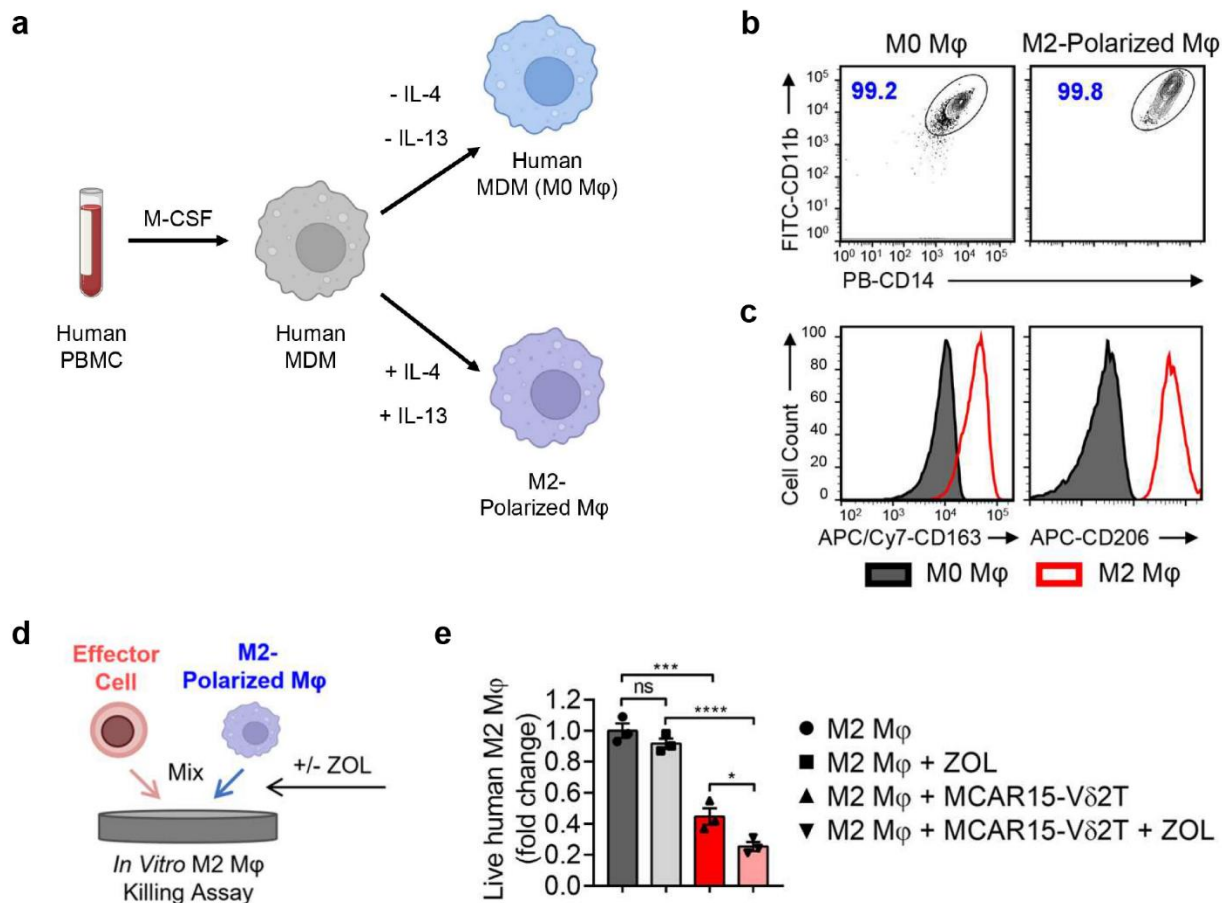 a
M-CSF
- IL-4
- IL-13
Human
MDM (M0 Mφ)
Human
PBMC
Human
MDM
+ IL-4
+ IL-13
M2-
Polarized Mφ
b
M0 Mφ
M2-Polarized Mφ
FITC-CD11b
10⁵
10⁴
10³
10²
10¹
10⁰
99.2
99.8
10⁰ 10¹ 10² 10³ 10⁴ 10⁵
PB-CD14
c
Cell Count
100
80
60
40
20
0
10² 10³ 10⁴ 10⁵
APC/Cy7-CD163
APC-CD206
M0 Mφ
M2 Mφ
d
Effector
Cell
M2-
Polarized Mφ
Mix
+/- ZOL
In Vitro M2 Mφ
Killing Assay
e
Live human M2 Mφ
(fold change)
1.2
1.0
0.8
0.6
0.4
0.2
0.0
***
ns
****
*
M2 Mφ
M2 Mφ + ZOL
M2 Mφ + MCAR15-Vδ2T
M2 Mφ + MCAR15-Vδ2T + ZOL